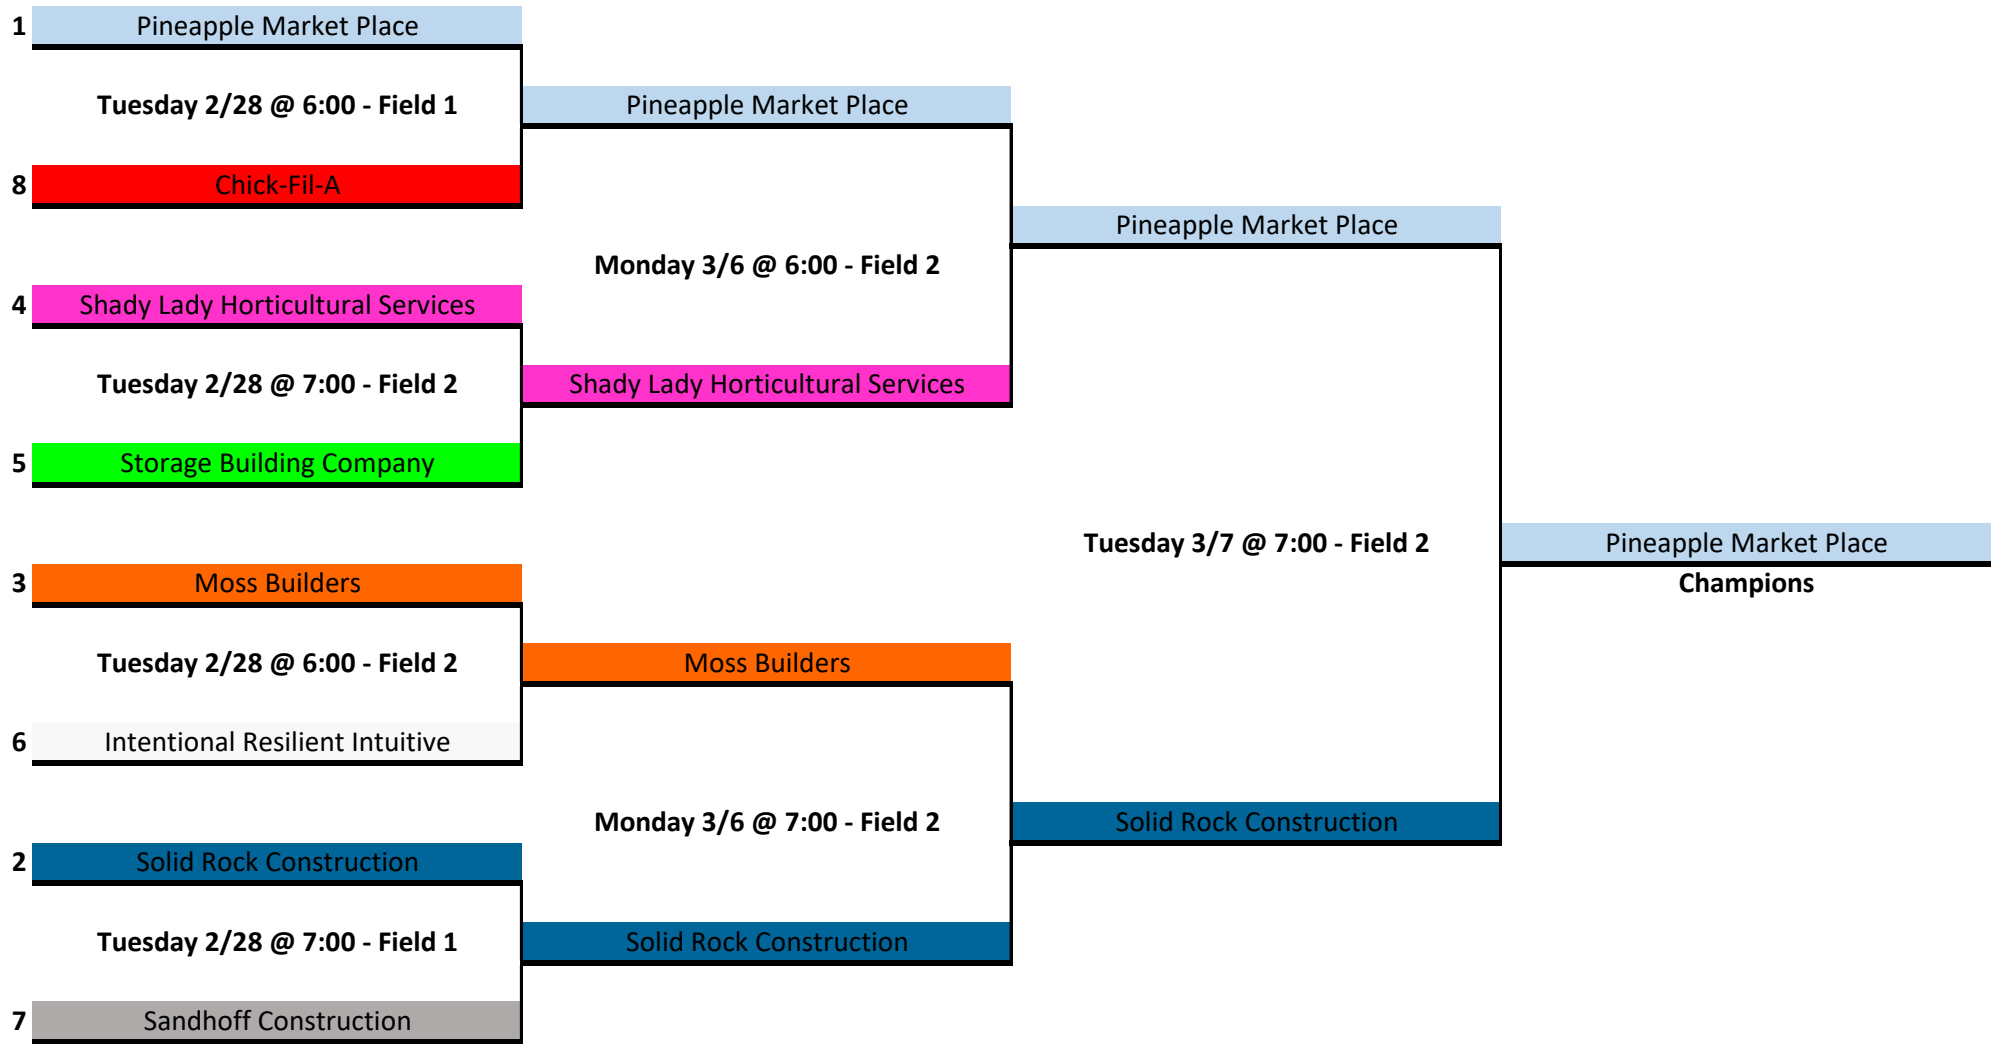 1 Pineapple Market Place
Tuesday 2/28 @ 6:00 - Field 1
Pineapple Market Place
8 Chick-Fil-A
Pineapple Market Place
Monday 3/6 @ 6:00 - Field 2
4 Shady Lady Horticultural Services
Tuesday 2/28 @ 7:00 - Field 2
Shady Lady Horticultural Services
5 Storage Building Company
Tuesday 3/7 @ 7:00 - Field 2
Pineapple Market Place
Champions
3 Moss Builders
Tuesday 2/28 @ 6:00 - Field 2
Moss Builders
6 Intentional Resilient Intuitive
Monday 3/6 @ 7:00 - Field 2
Solid Rock Construction
2 Solid Rock Construction
Tuesday 2/28 @ 7:00 - Field 1
Solid Rock Construction
7 Sandhoff Construction